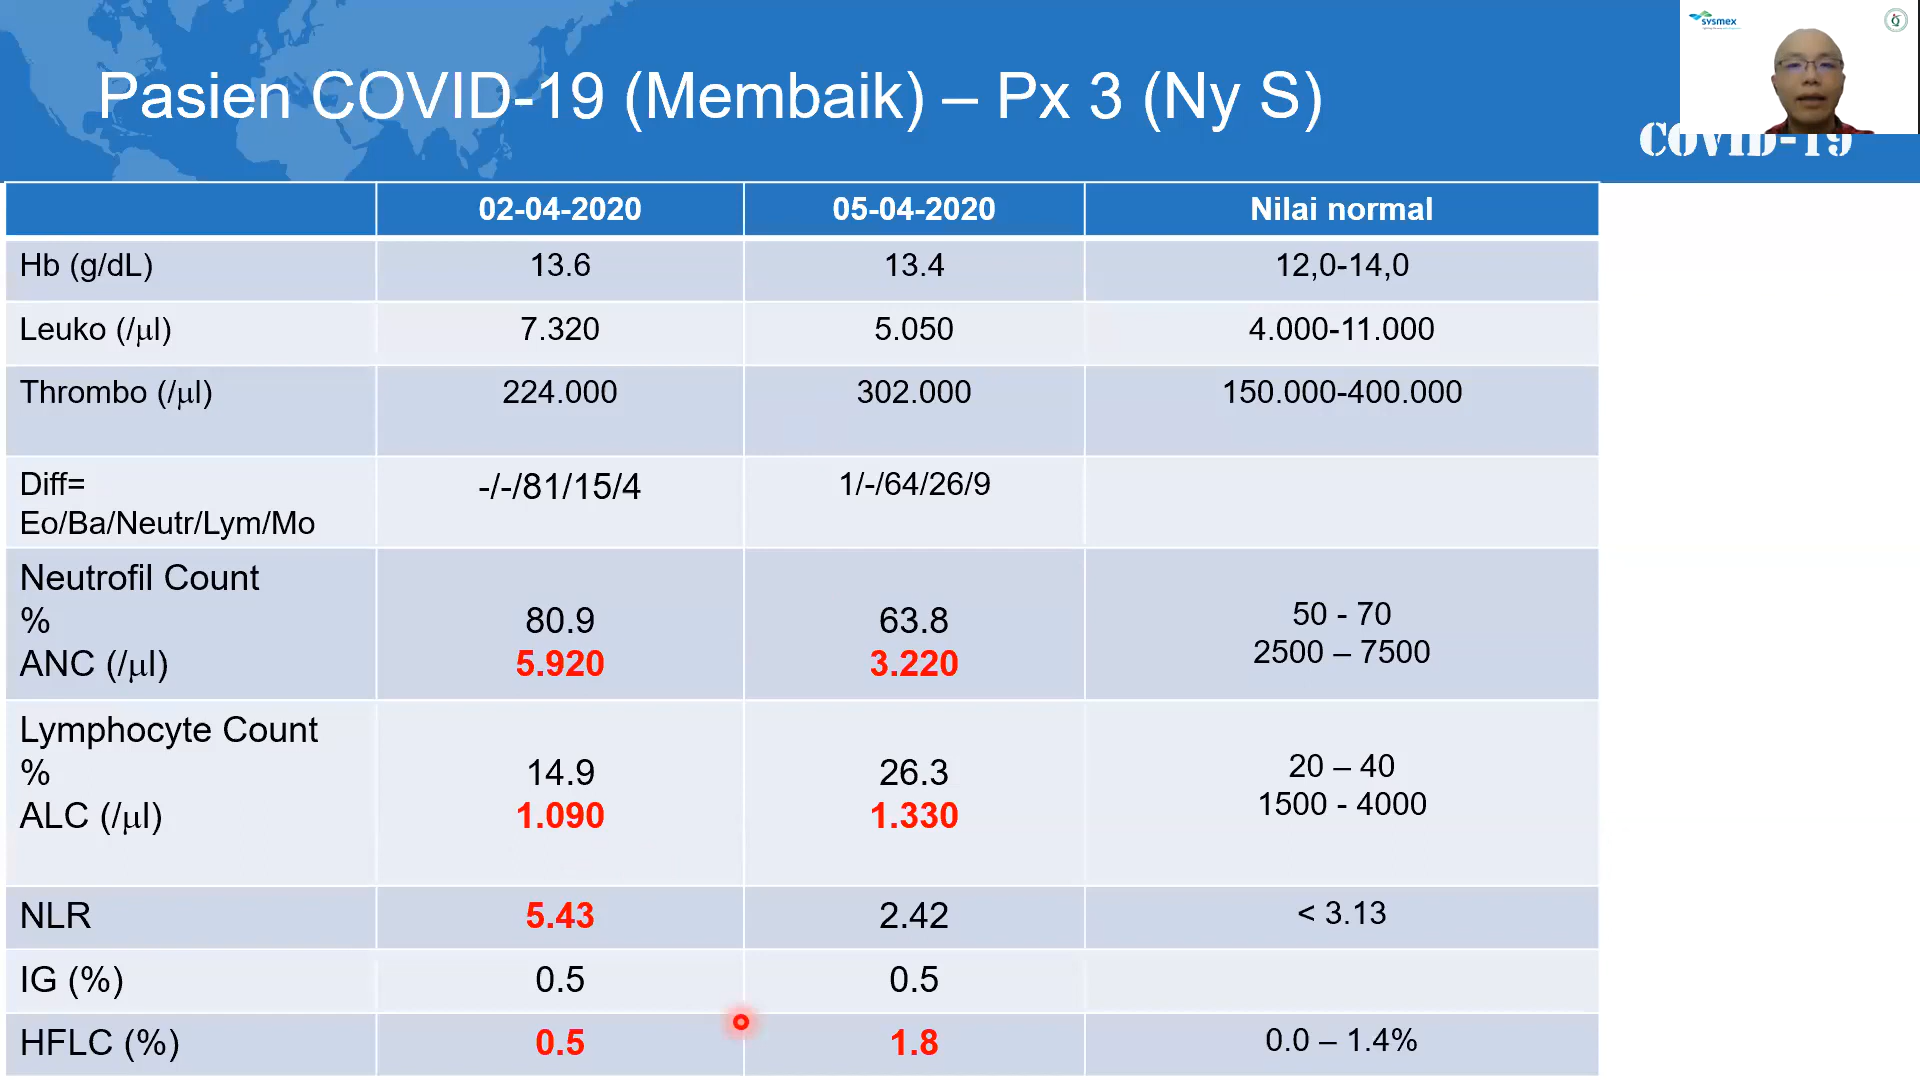 sysmex
Pasien COVID-19 (Membaik) – Px 3 (Ny S)
COVID-19
02-04-2020 05-04-2020 Nilai normal
Hb (g/dL) 13.6 13.4 12,0-14,0
Leuko (/μl) 7.320 5.050 4.000-11.000
Thrombo (/μl) 224.000 302.000 150.000-400.000
Diff= -/-/81/15/4 1/-/64/26/9
Eo/Ba/Neutr/Lym/Mo
Neutrofil Count
% 80.9 63.8 50 - 70
ANC (/μl) 5.920 3.220 2500 – 7500
Lymphocyte Count
% 14.9 26.3 20 – 40
ALC (/μl) 1.090 1.330 1500 - 4000
NLR 5.43 2.42 < 3.13
IG (%) 0.5 0.5
HFLC (%) 0.5 1.8 0.0 – 1.4%